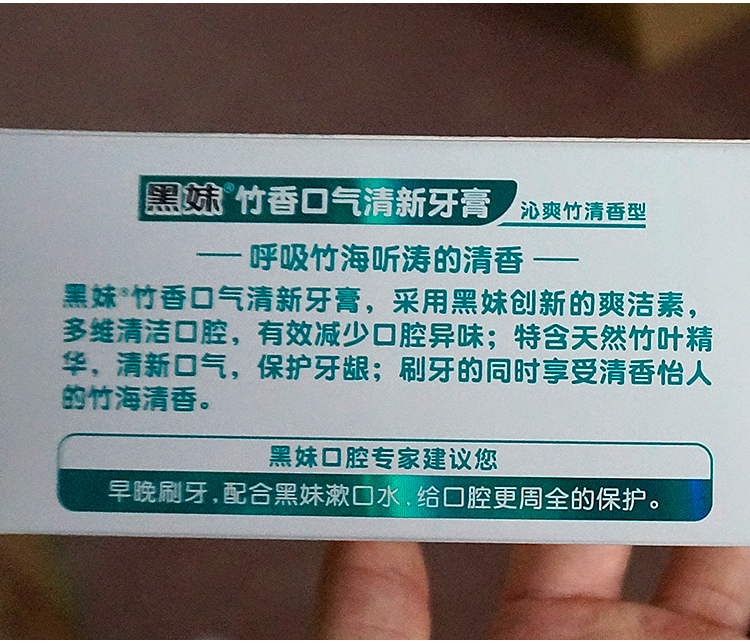 黑妹®竹香口气清新牙膏 沁爽竹清香型
呼吸竹海听涛的清香
黑妹®竹香口气清新牙膏，采用黑妹创新的爽洁素，
多维清洁口腔，有效减少口腔异味；特含天然竹叶精
华，清新口气，保护牙龈；刷牙的同时享受清香怡人
的竹海清香。
黑妹口腔专家建议您
早晚刷牙，配合黑妹漱口水，给口腔更周全的保护。